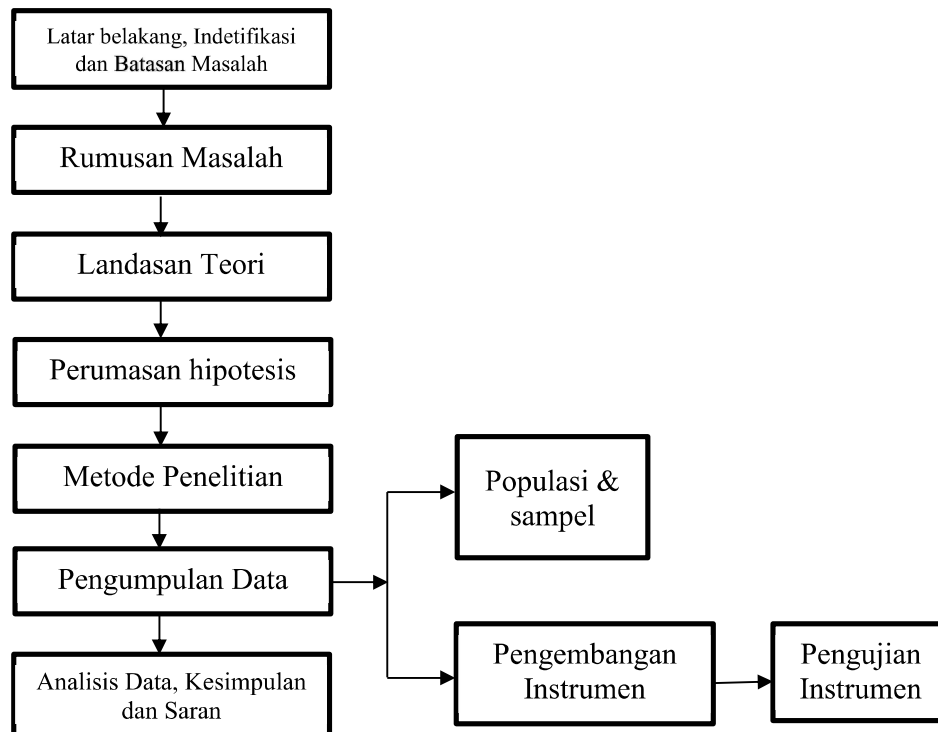 Latar belakang, Indetifikasi
dan Batasan Masalah
Rumusan Masalah
Landasan Teori
Perumasan hipotesis
Metode Penelitian
Pengumpulan Data
Analisis Data, Kesimpulan
dan Saran
Populasi &
sampel
Pengembangan
Instrumen
Pengujian
Instrumen